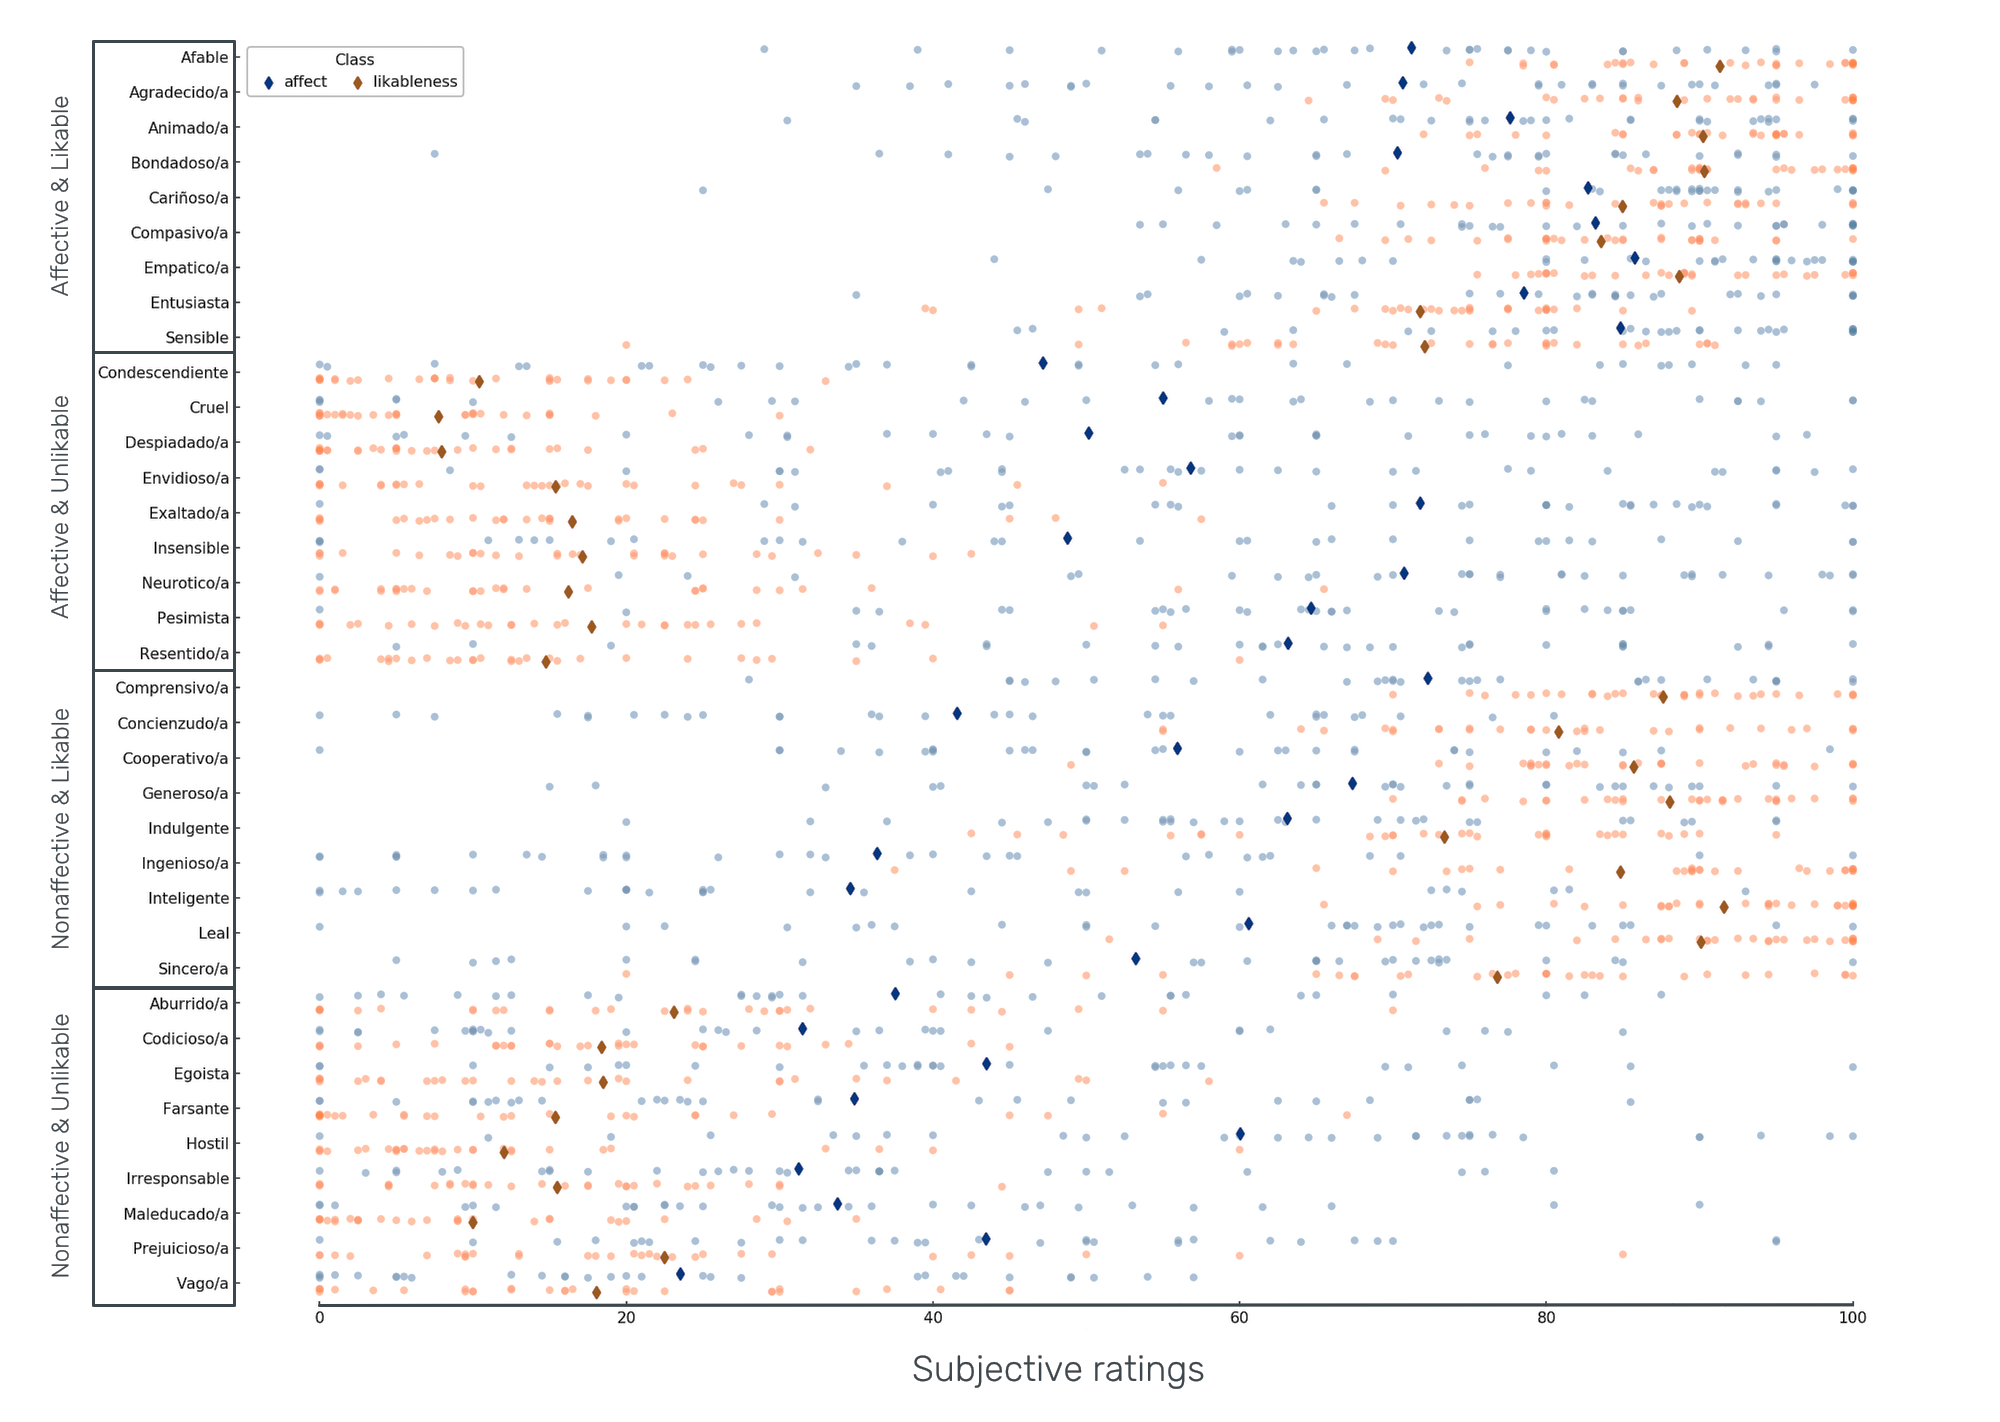 Affective & Likable
Afable
Agradecido/a
Animado/a
Bondadoso/a
Cariñoso/a
Compasivo/a
Empatico/a
Entusiasta
Sensible
Class
affect
likableness
Affective & Unlikable
Condescendiente
Cruel
Despiadado/a
Envidioso/a
Exaltado/a
Insensible
Neurotico/a
Pesimista
Resentido/a
Nonaffective & Likable
Comprensivo/a
Concienzudo/a
Cooperativo/a
Generoso/a
Indulgente
Ingenioso/a
Inteligente
Leal
Sincero/a
Nonaffective & Unlikable
Aburrido/a
Codicioso/a
Egoista
Farsante
Hostil
Irresponsable
Maleducado/a
Prejuicioso/a
Vago/a
0 20 40 60 80 100
Subjective ratings